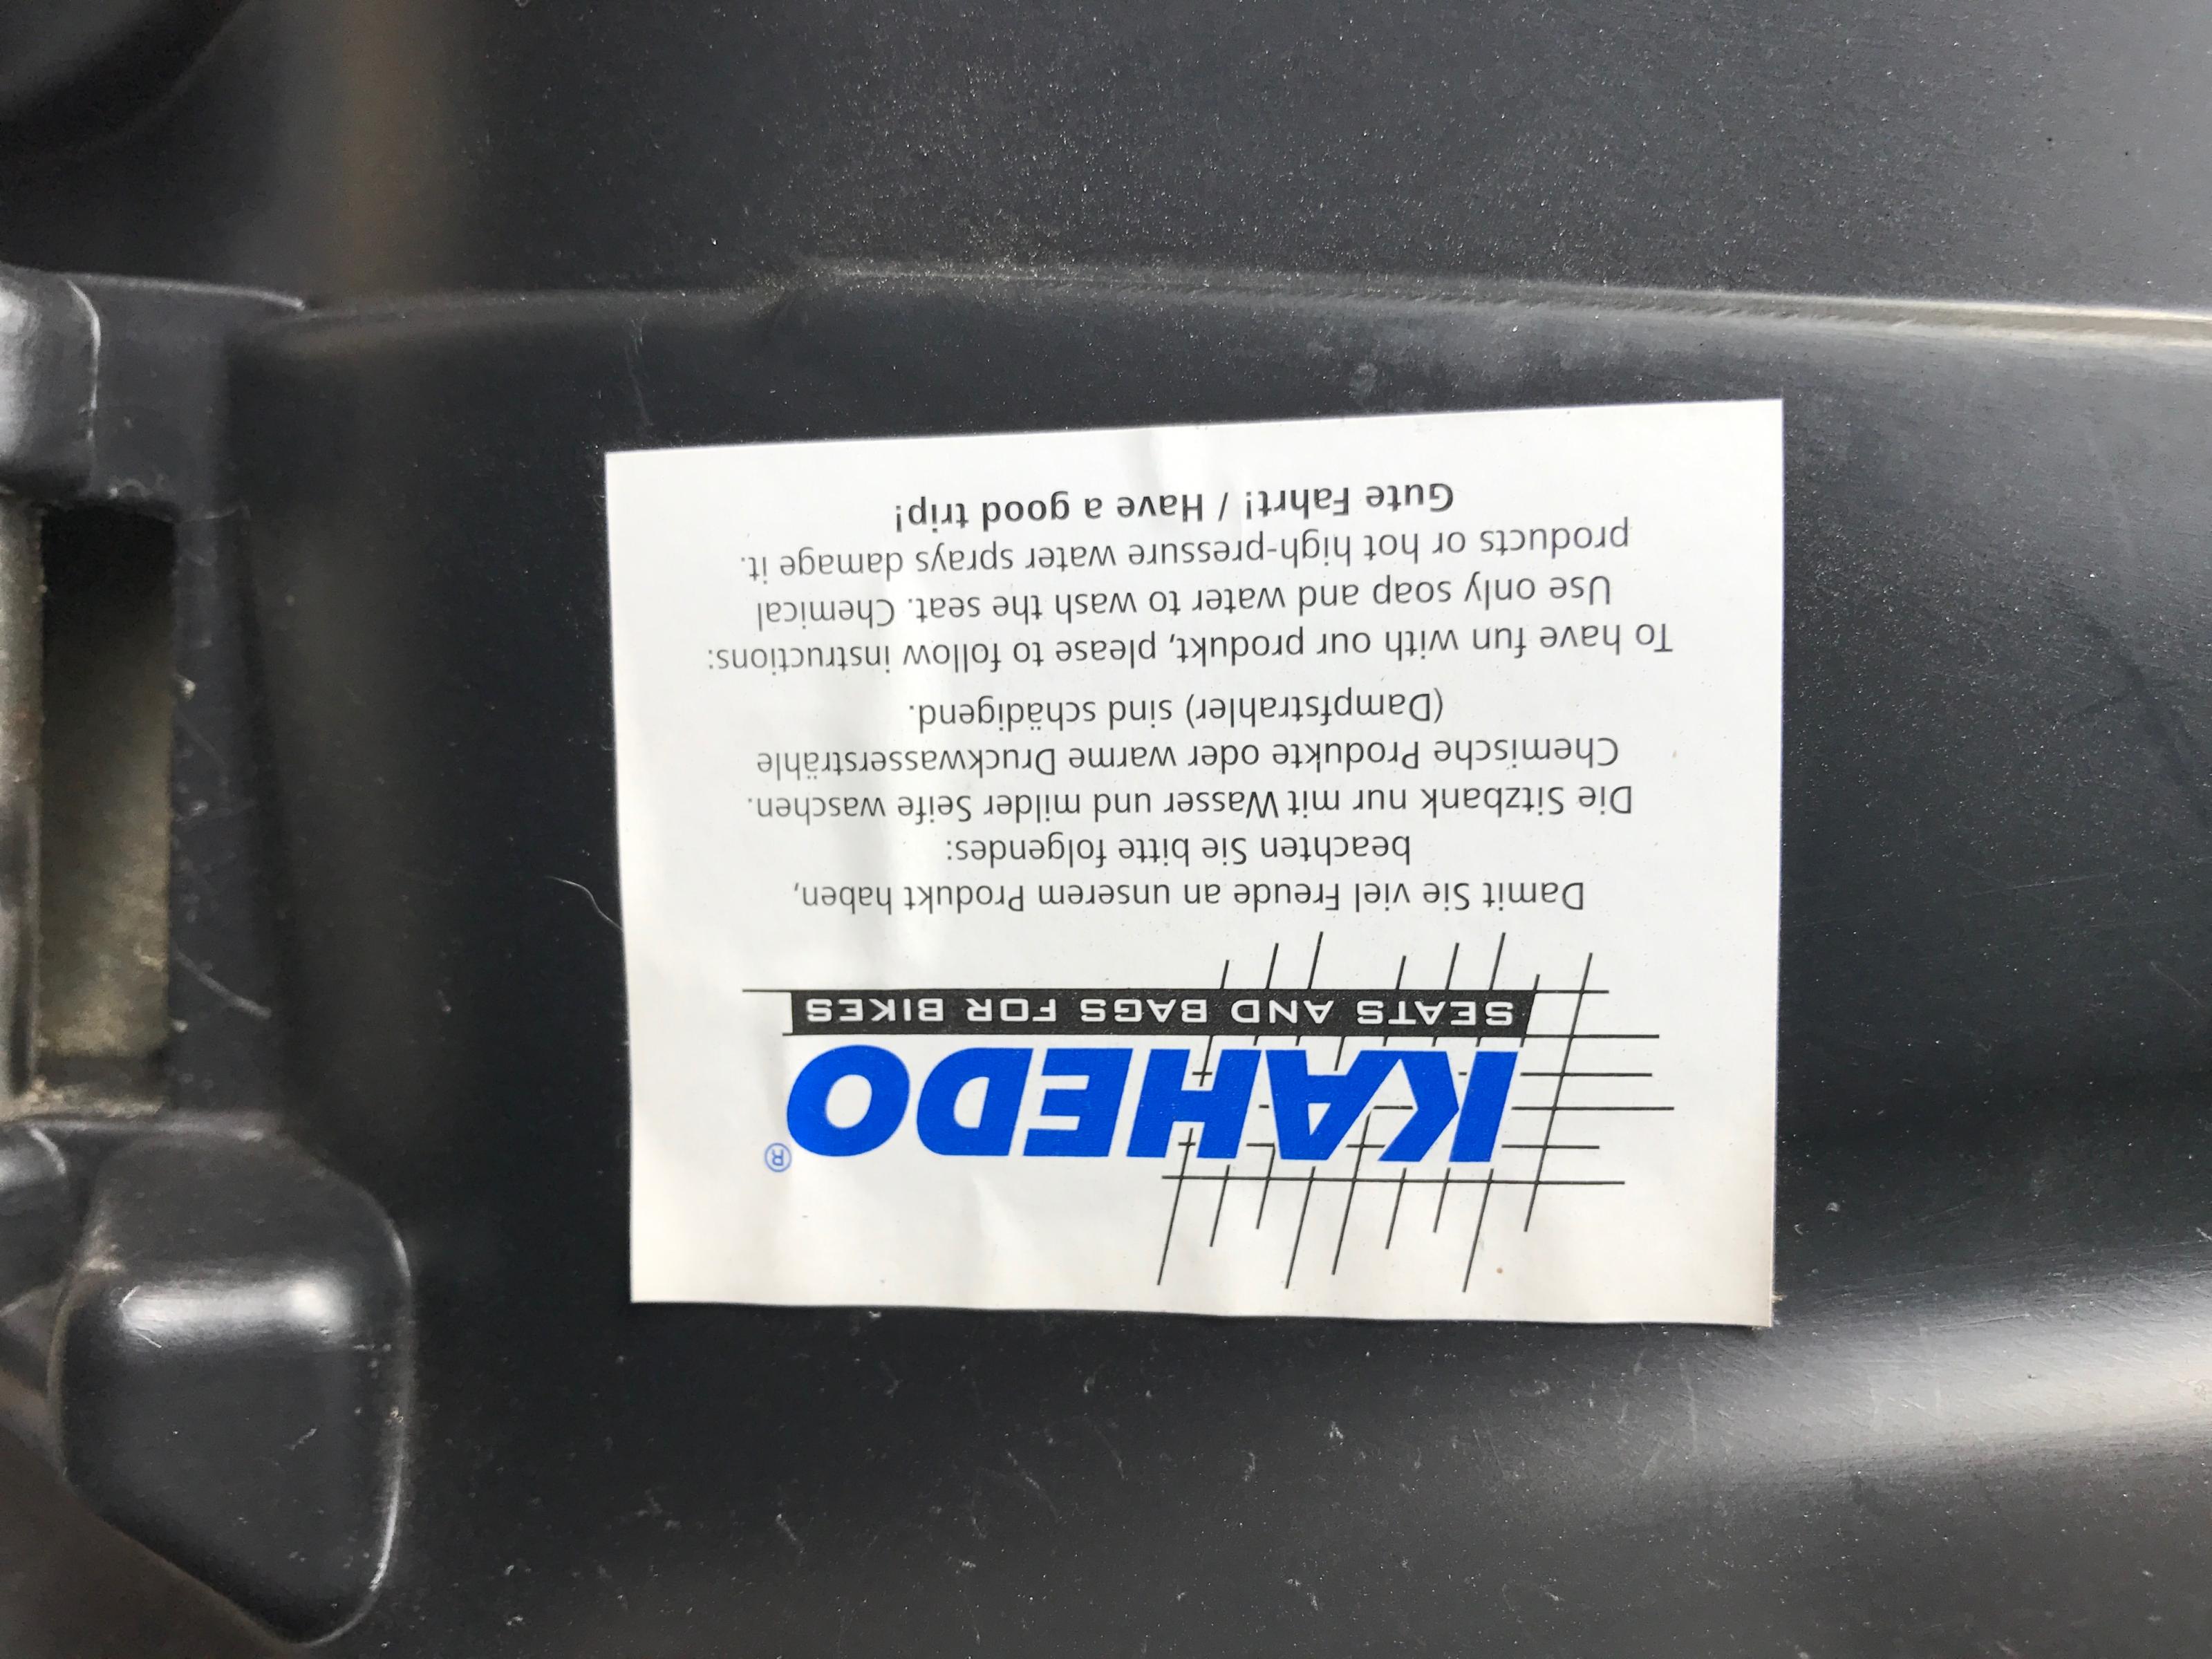 KAHEDO®
SEATS AND BAGS FOR BIKES
Damit Sie viel Freude an unserem Produkt haben,
beachten Sie bitte folgendes:
Die Sitzbank nur mit Wasser und milder Seife waschen.
Chemische Produkte oder warme Druckwassersträhle
(Dampfstrahler) sind schädigend.
To have fun with our produkt, please to follow instructions:
Use only soap and water to wash the seat. Chemical
products or hot high-pressure water sprays damage it.
Gute Fahrt! / Have a good trip!